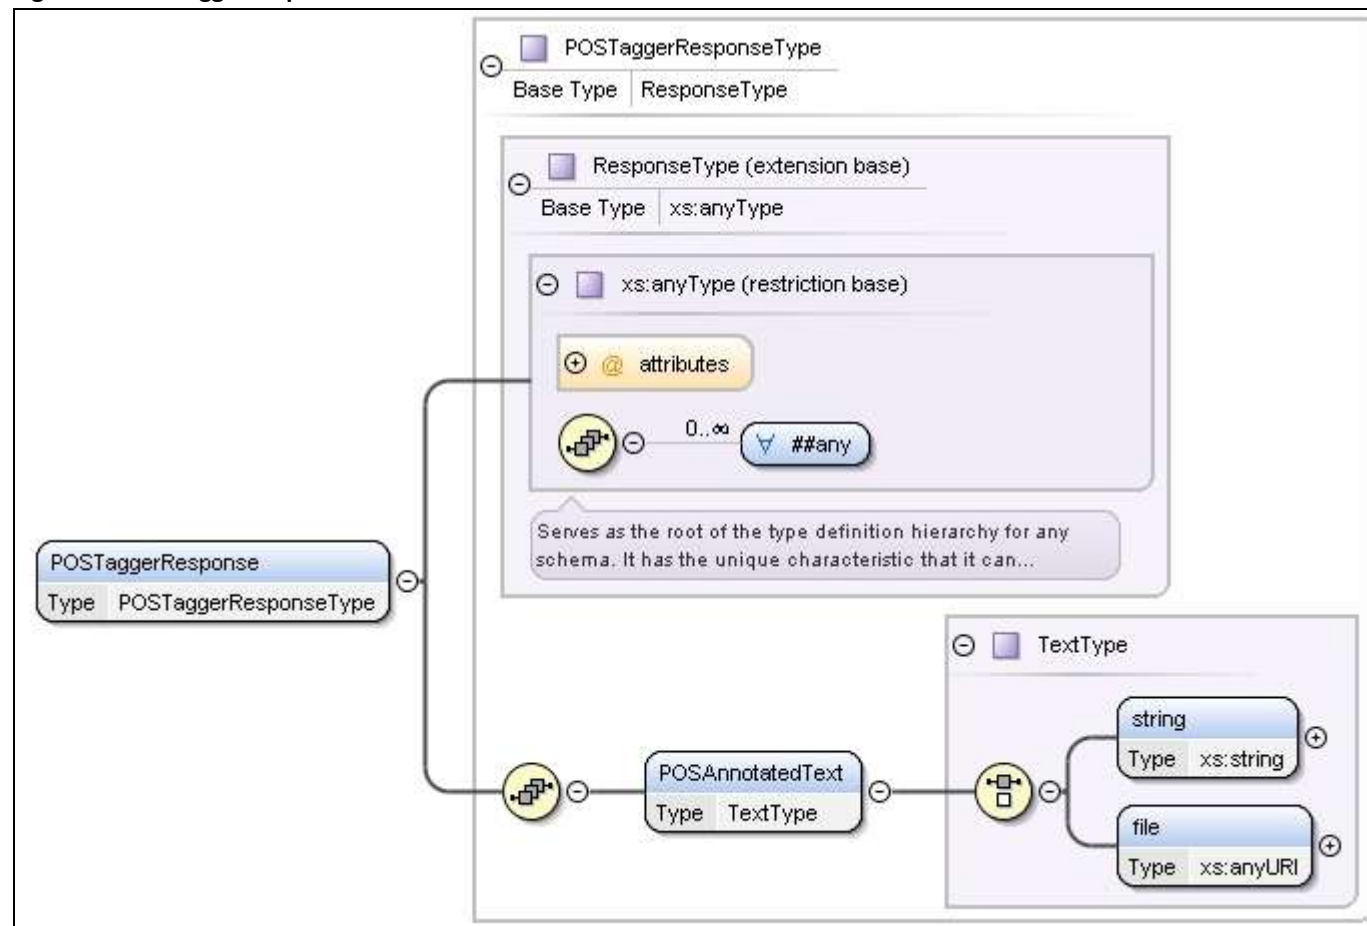 POSTaggerResponseType
Base Type ResponseType
ResponseType (extension base)
Base Type xs:anyType
xs:anyType (restriction base)
@ attributes
0..∞
∀ ##any
Serves as the root of the type definition hierarchy for any
schema. It has the unique characteristic that it can...
POSTaggerResponse
Type POSTaggerResponseType
TextType
string
Type xs:string
POSAnnotatedText
Type TextType
file
Type xs:anyURI